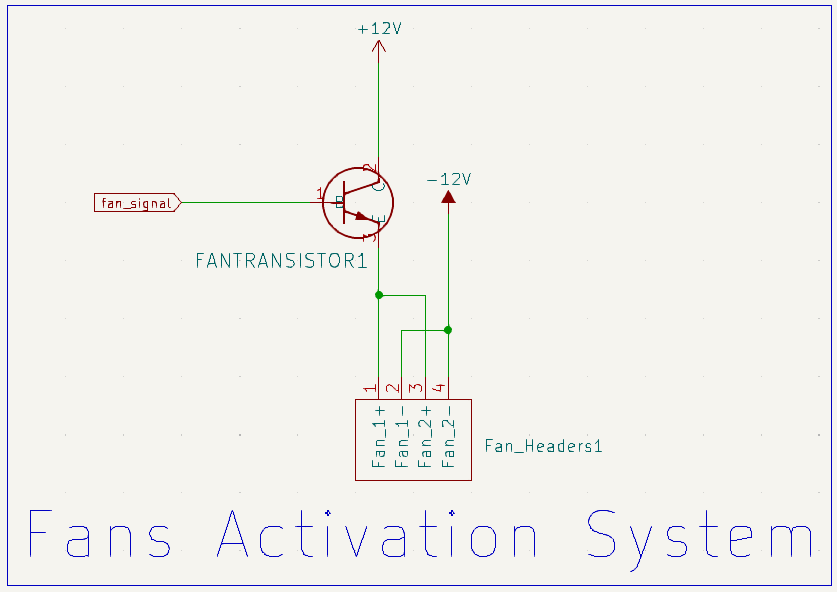 +12V
2
C
-12V
1
B
fan_signal
E
3
FANTRANSISTOR1
1
2
3
4
Fan_1+
Fan_1-
Fan_2+
Fan_2-
Fan_Headers1
Fans Activation System